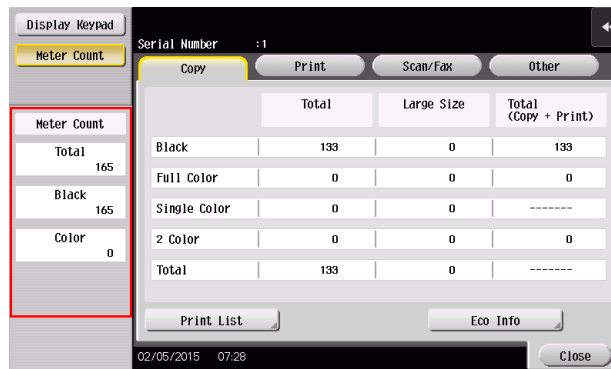 Display Keypad
Meter Count
Serial Number :1
Copy Print Scan/Fax Other
Meter Count
Total
165
Black
165
Color
0
Total Large Size Total
(Copy + Print)
Black 133 0 133
Full Color 0 0 0
Single Color 0 0 -------
2 Color 0 0 0
Total 133 0 -------
Print List Eco Info
02/05/2015 07:28 Close